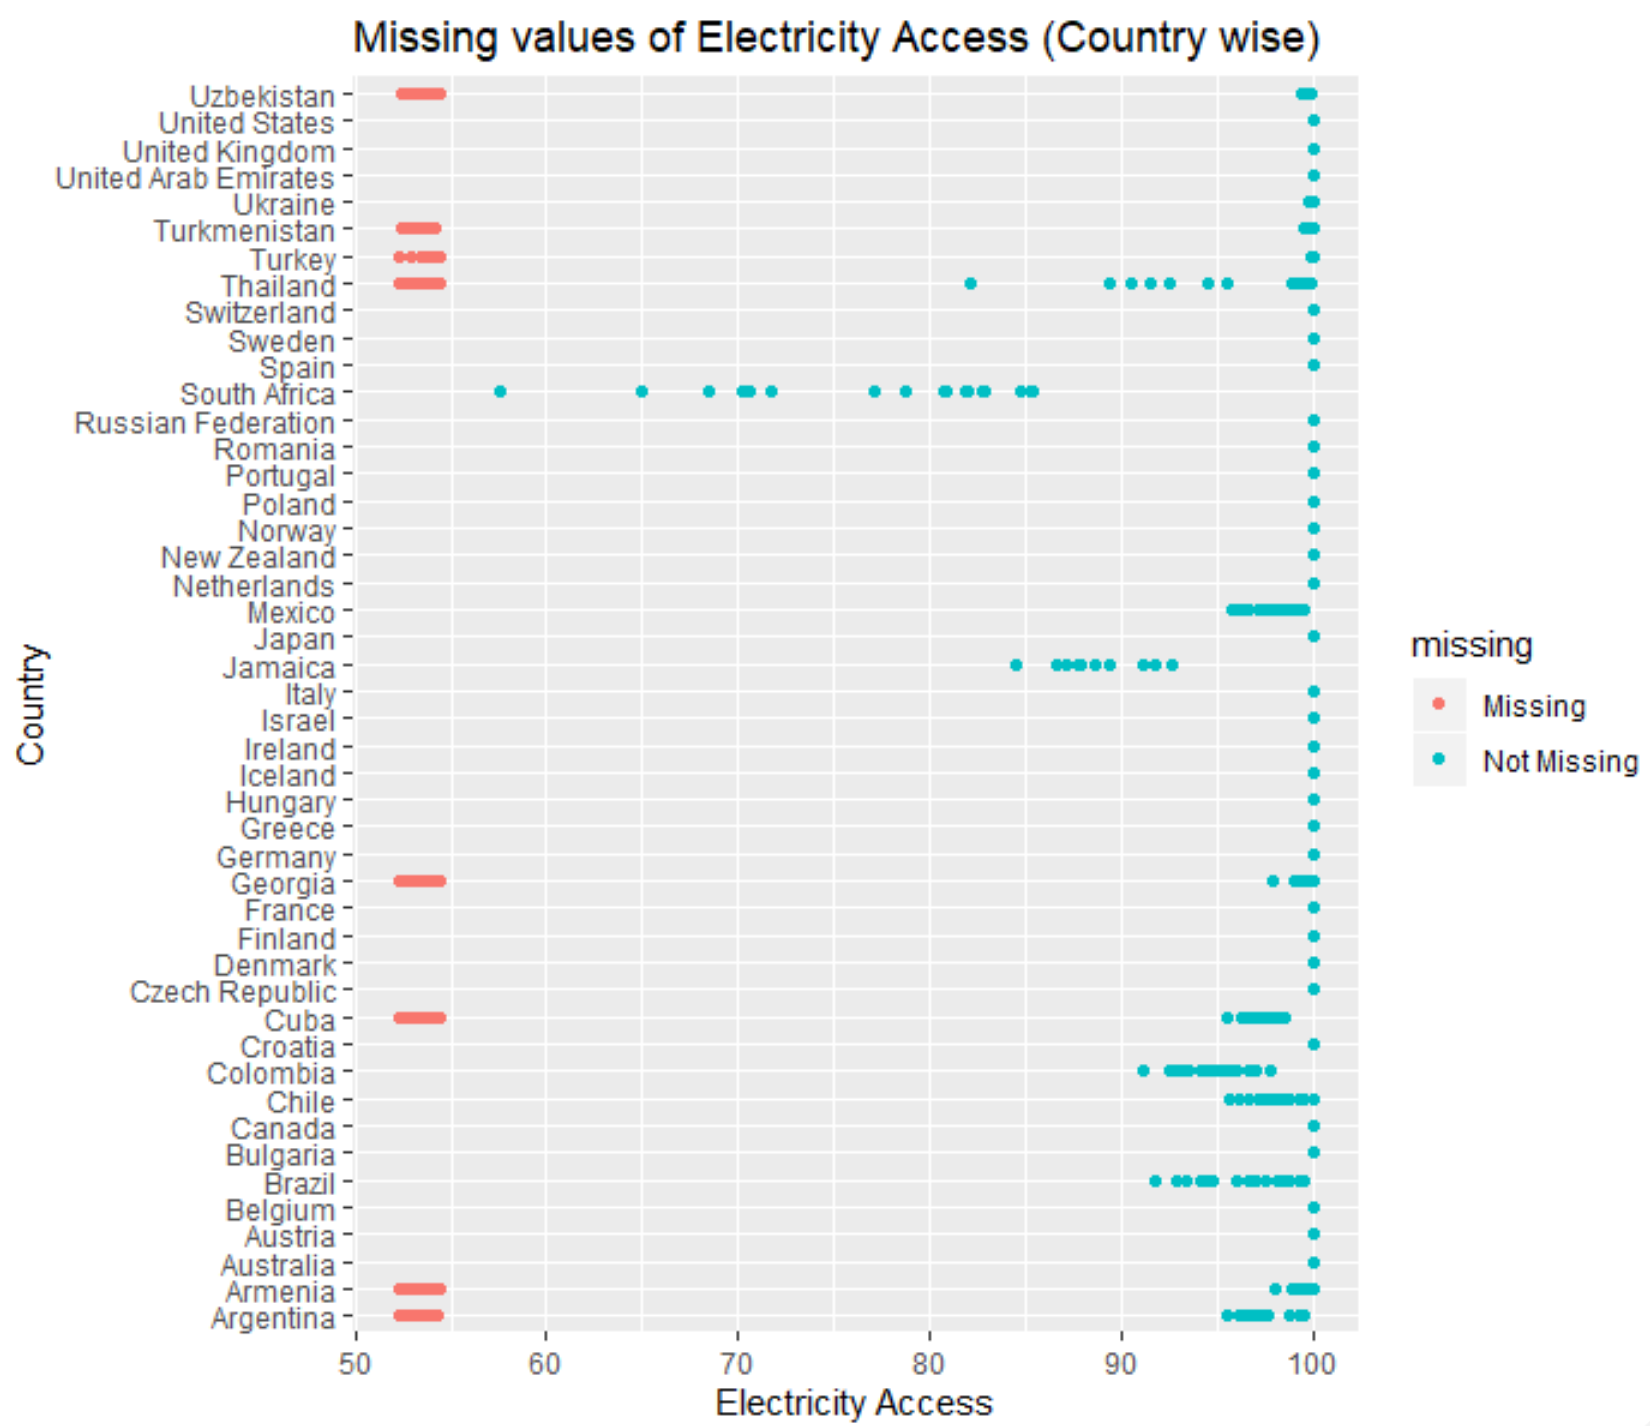 Missing values of Electricity Access (Country wise)
Uzbekistan
United States
United Kingdom
United Arab Emirates
Ukraine
Turkmenistan
Turkey
Thailand
Switzerland
Sweden
Spain
South Africa
Russian Federation
Romania
Portugal
Poland
Norway
New Zealand
Netherlands
Mexico
Japan
Jamaica
Italy
Israel
Ireland
Iceland
Hungary
Greece
Germany
Georgia
France
Finland
Denmark
Czech Republic
Cuba
Croatia
Colombia
Chile
Canada
Bulgaria
Brazil
Belgium
Austria
Australia
Armenia
Argentina
Country
50 60 70 80 90 100
Electricity Access
missing
Missing
Not Missing